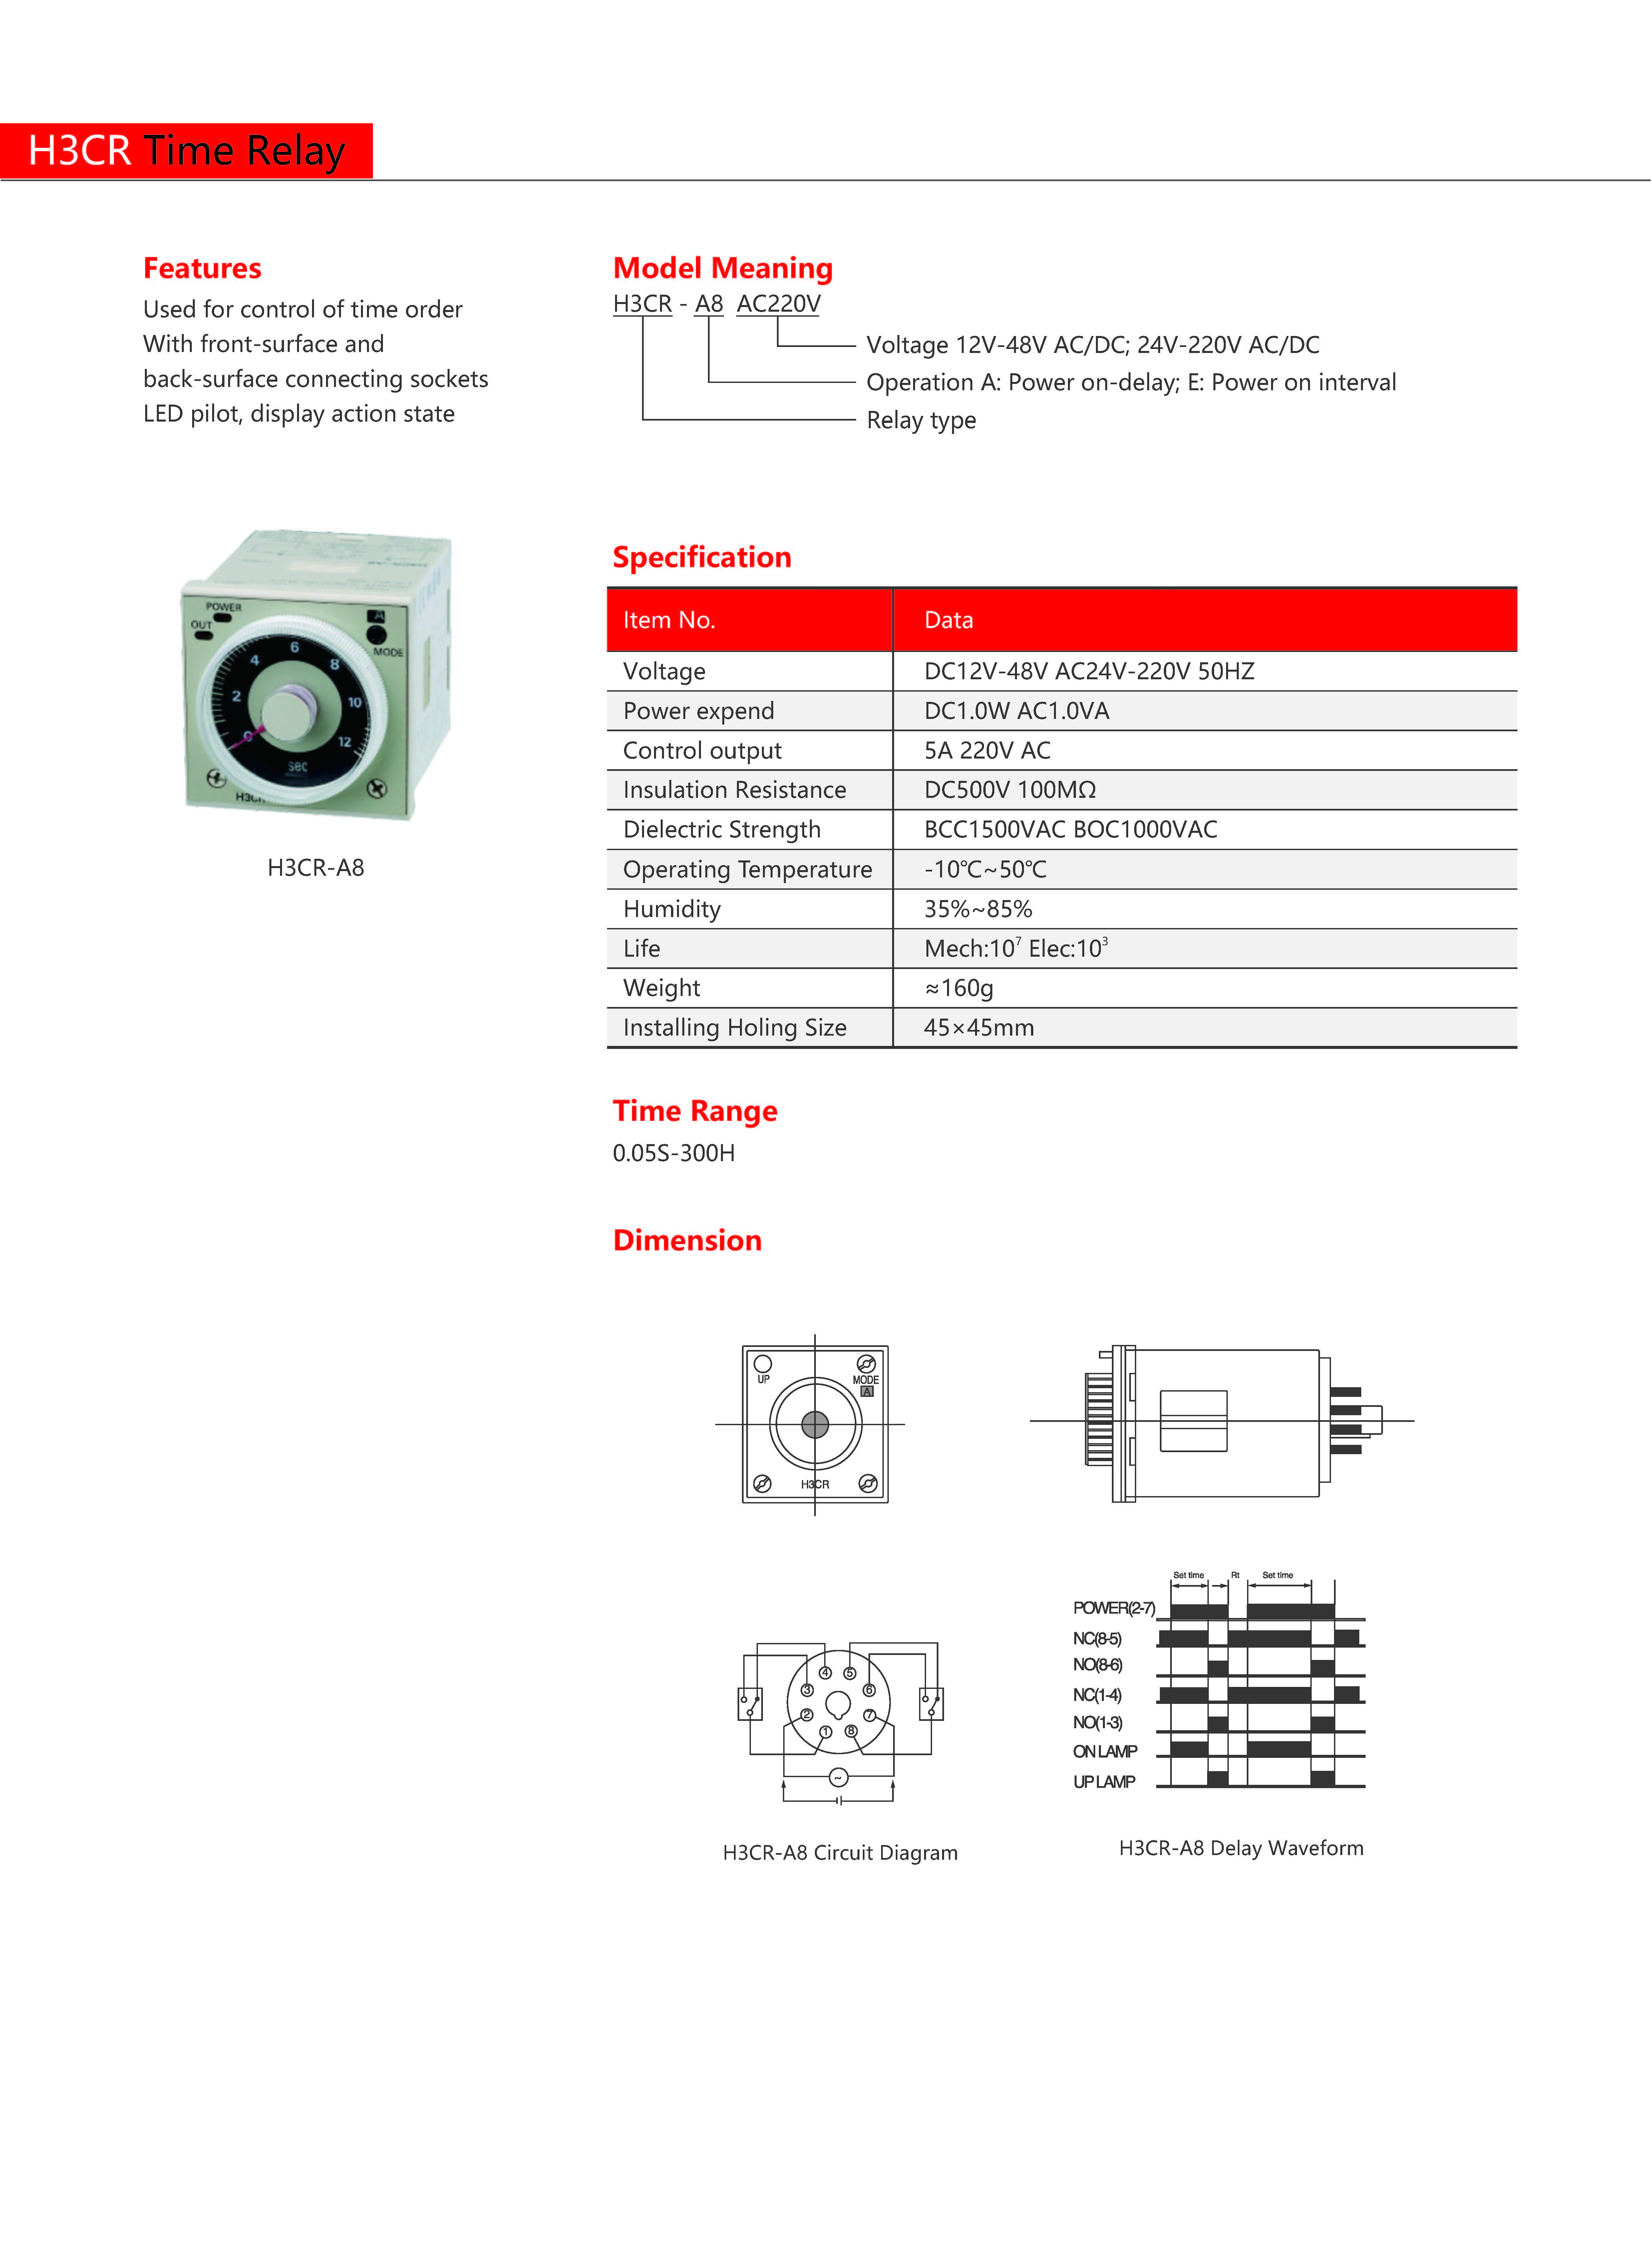 H3CR Time Relay
Features
Used for control of time order
With front-surface and
back-surface connecting sockets
LED pilot, display action state
Model Meaning
H3CR - A8 AC220V
Voltage 12V-48V AC/DC; 24V-220V AC/DC
Operation A: Power on-delay; E: Power on interval
Relay type
POWER
OUT
A
MODE
0 2 4 6 8 10 12
sec
H3CR-A8
Specification
Item No. Data
Voltage DC12V-48V AC24V-220V 50HZ
Power expend DC1.0W AC1.0VA
Control output 5A 220V AC
Insulation Resistance DC500V 100MΩ
Dielectric Strength BCC1500VAC BOC1000VAC
Operating Temperature -10℃~50℃
Humidity 35%~85%
Life Mech:10⁷ Elec:10³
Weight ≈160g
Installing Holing Size 45×45mm
Time Range
0.05S-300H
Dimension
UP
MODE
A
H3CR
4 5
3 6
2 7
1 8
~
H3CR-A8 Circuit Diagram
Set time Rt Set time
POWER(2-7)
NC(8-5)
NO(8-6)
NC(1-4)
NO(1-3)
ON LAMP
UP LAMP
H3CR-A8 Delay Waveform